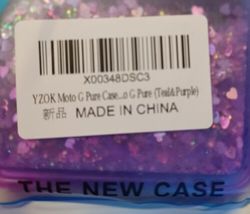 X00348DSC3
YZOK Moto G Pure Case...o G Pure (Teal&Purple)
新品 MADE IN CHINA
THE NEW CASE